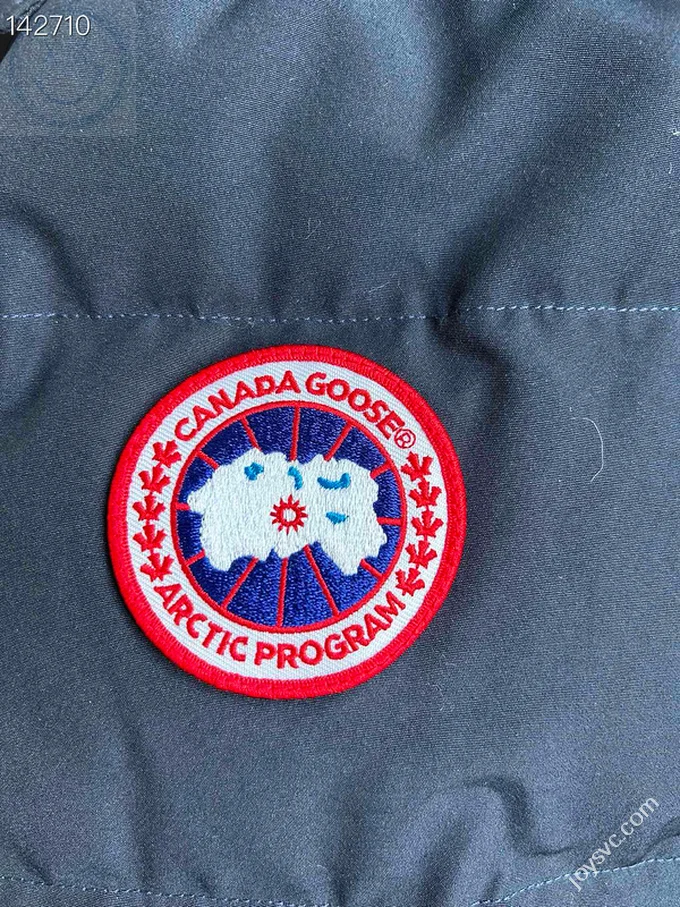 142710
CANADA GOOSE®
ARCTIC PROGRAM
joysvc.com